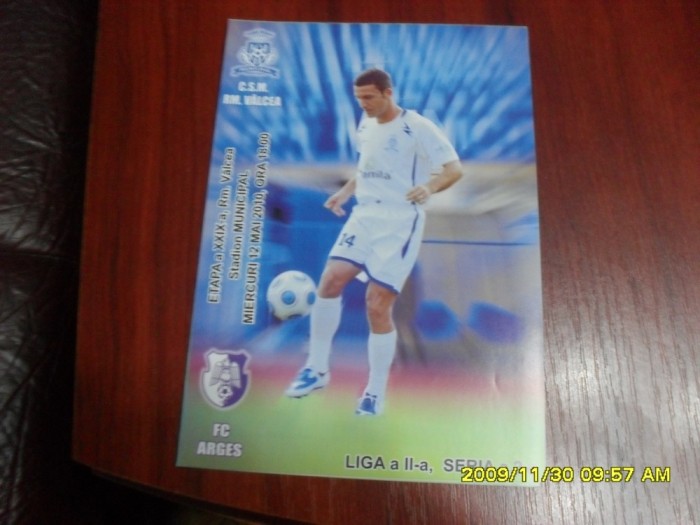 C.S.M.
RM. VÂLCEA
ETAPA a XXIX-a, Rm. Vâlcea
Stadion MUNICIPAL
MIERCURI 12 MAI 2010, ORA 18.00
14
FC
ARGES
LIGA a II-a, SERIA
2009/11/30 09:57 AM